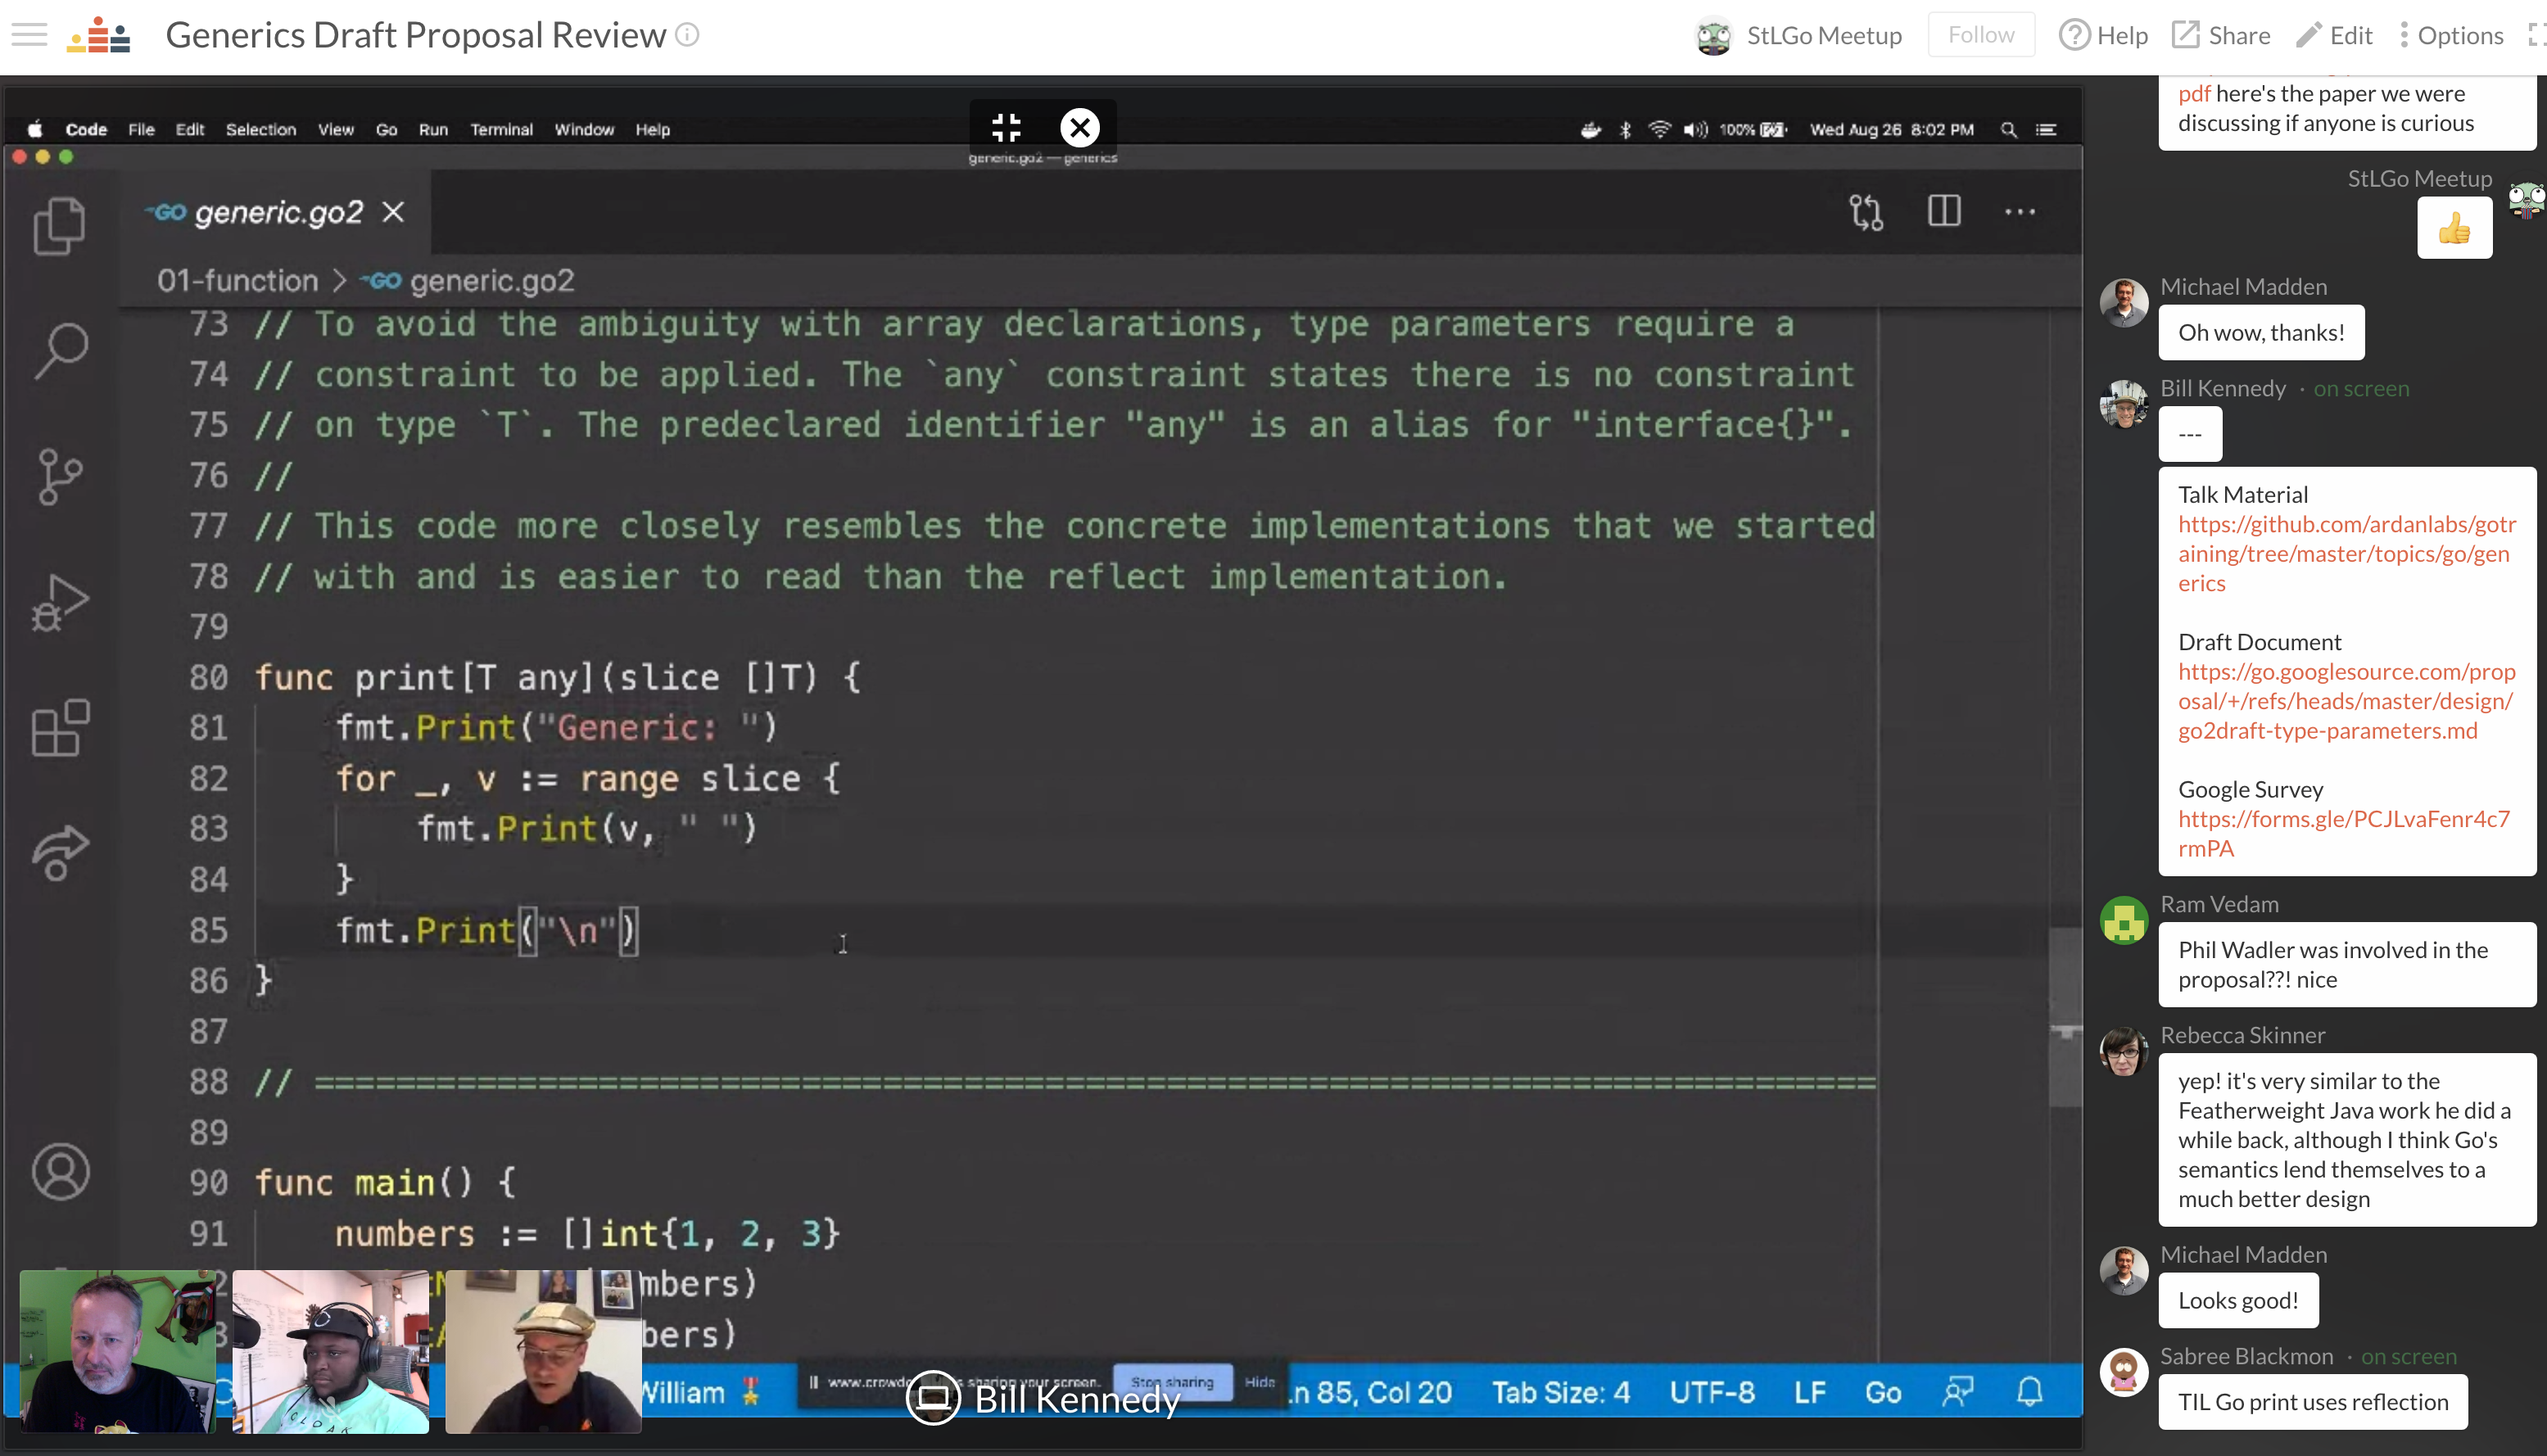 Generics Draft Proposal Review
StLGo Meetup
Follow
Help
Share
Edit
Options
Code File Edit Selection View Go Run Terminal Window Help
100%
Wed Aug 26 8:02 PM
generic.go2 — generics
GO generic.go2
01-function > GO generic.go2
73 // To avoid the ambiguity with array declarations, type parameters require a
74 // constraint to be applied. The `any` constraint states there is no constraint
75 // on type `T`. The predeclared identifier "any" is an alias for "interface{}".
76 //
77 // This code more closely resembles the concrete implementations that we started
78 // with and is easier to read than the reflect implementation.
79
80 func print[T any](slice []T) {
81 fmt.Print("Generic: ")
82 for _, v := range slice {
83 fmt.Print(v, " ")
84 }
85 fmt.Print("\n")
86 }
87
88 // =============================================================================
89
90 func main() {
91 numbers := []int{1, 2, 3}
mbers)
bers)
William
sharing your screen.
Stop sharing
Hide
Bill Kennedy
n 85, Col 20
Tab Size: 4
UTF-8
LF
Go
pdf here's the paper we were
discussing if anyone is curious
StLGo Meetup
Michael Madden
Oh wow, thanks!
Bill Kennedy · on screen
---
Talk Material
https://github.com/ardanlabs/gotr
aining/tree/master/topics/go/gen
erics
Draft Document
https://go.googlesource.com/prop
osal/+/refs/heads/master/design/
go2draft-type-parameters.md
Google Survey
https://forms.gle/PCJLvaFenr4c7
rmPA
Ram Vedam
Phil Wadler was involved in the
proposal??! nice
Rebecca Skinner
yep! it's very similar to the
Featherweight Java work he did a
while back, although I think Go's
semantics lend themselves to a
much better design
Michael Madden
Looks good!
Sabree Blackmon · on screen
TIL Go print uses reflection